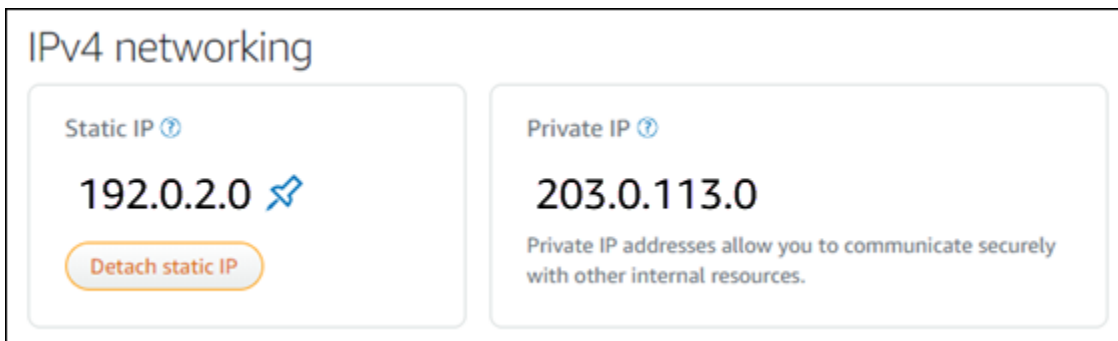 IPv4 networking
Static IP
192.0.2.0
Detach static IP
Private IP
203.0.113.0
Private IP addresses allow you to communicate securely
with other internal resources.